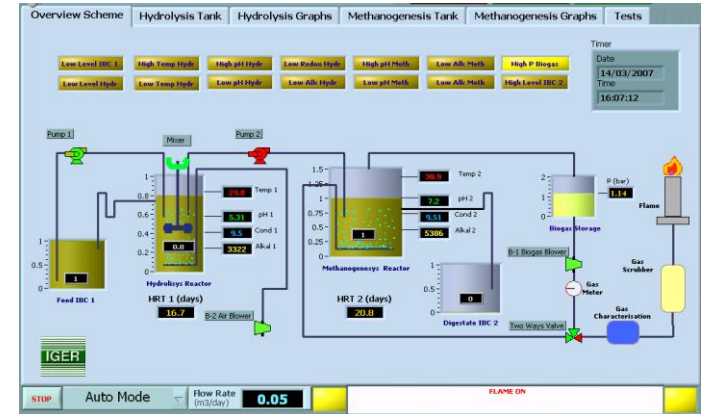 Overview Scheme Hydrolysis Tank Hydrolysis Graphs Methanogenesis Tank Methanogenesis Graphs Tests
Timer
Low Level IBC 1 High Temp Hydr High pH Hydr Low Redox Hydr High pH Meth Low Alk Meth High P Biogas
Date
14/03/2007
Low Level Hydr Low Temp Hydr Low pH Hydr Low Alk Hydr Low pH Meth Low Alk Meth High Level IBC 2
Time
16:07:12
Pump 1
Mixer
Pump 2
1
0.8
0.6
0.4
0.2
0
29.8 Temp 1
5.31 pH 1
9.5 Cond 1
3322 Alkal 1
0.8
Hydrolisys Reactor
HRT 1 (days)
16.7
B-2 Air Blower
1
0.5
0
1
Feed IBC 1
1.5
1.25
1
0.75
0.5
0.25
0
30.9 Temp 2
7.2 pH 2
9.51 Cond 2
5386 Alkal 2
1
Methanogenesys Reactor
HRT 2 (days)
20.8
1
0.5
0
0
Digestate IBC 2
2
1
0
P (bar)
1.14
Flame
Biogas Storage
B-1 Biogas Blower
Gas
Scrubber
Gas
Meter
Gas
Characterisation
Two Ways Valve
IGER
STOP Auto Mode Flow Rate
(m3/day) 0.05
FLAME ON